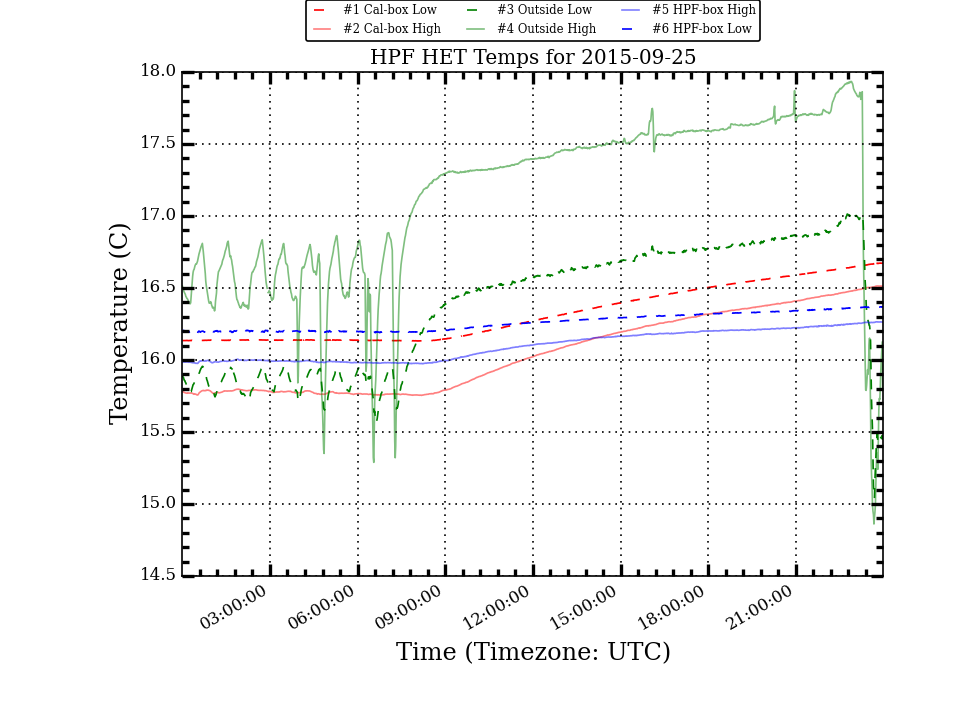 #1 Cal-box Low #3 Outside Low #5 HPF-box High
#2 Cal-box High #4 Outside High #6 HPF-box Low
HPF HET Temps for 2015-09-25
18.0
17.5
17.0
16.5
16.0
15.5
15.0
14.5
Temperature (C)
03:00:00 06:00:00 09:00:00 12:00:00 15:00:00 18:00:00 21:00:00
Time (Timezone: UTC)